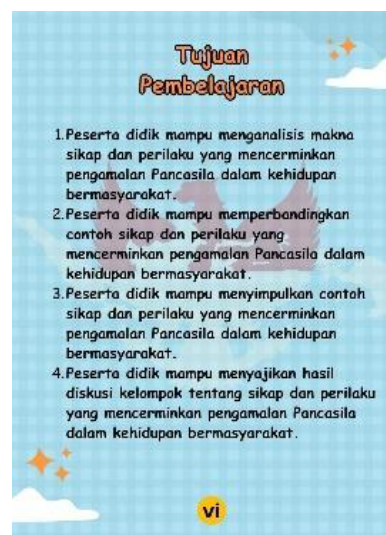 Tujuan
Pembelajaran
1.Peserta didik mampu menganalisis makna
sikap dan perilaku yang mencerminkan
pengamalan Pancasila dalam kehidupan
bermasyarakat.
2.Peserta didik mampu memperbandingkan
contoh sikap dan perilaku yang
mencerminkan pengamalan Pancasila dalam
kehidupan bermasyarakat.
3.Peserta didik mampu menyimpulkan contoh
sikap dan perilaku yang mencerminkan
pengamalan Pancasila dalam kehidupan
bermasyarakat.
4.Peserta didik mampu menyajikan hasil
diskusi kelompok tentang sikap dan perilaku
yang mencerminkan pengamalan Pancasila
dalam kehidupan bermasyarakat.
vi